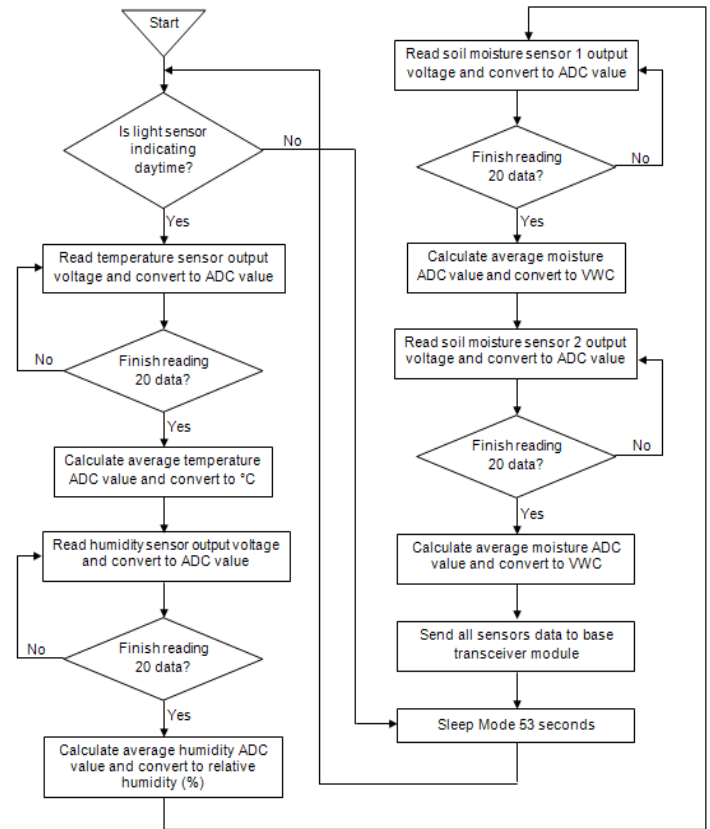 Start
Is light sensor
indicating
daytime?
No
Yes
Read temperature sensor output
voltage and convert to ADC value
No
Finish reading
20 data?
Yes
Calculate average temperature
ADC value and convert to °C
Read humidity sensor output voltage
and convert to ADC value
No
Finish reading
20 data?
Yes
Calculate average humidity ADC
value and convert to relative
humidity (%)
Read soil moisture sensor 1 output
voltage and convert to ADC value
Finish reading
20 data?
No
Yes
Calculate average moisture
ADC value and convert to VWC
Read soil moisture sensor 2 output
voltage and convert to ADC value
Finish reading
20 data?
No
Yes
Calculate average moisture ADC
value and convert to VWC
Send all sensors data to base
transceiver module
Sleep Mode 53 seconds